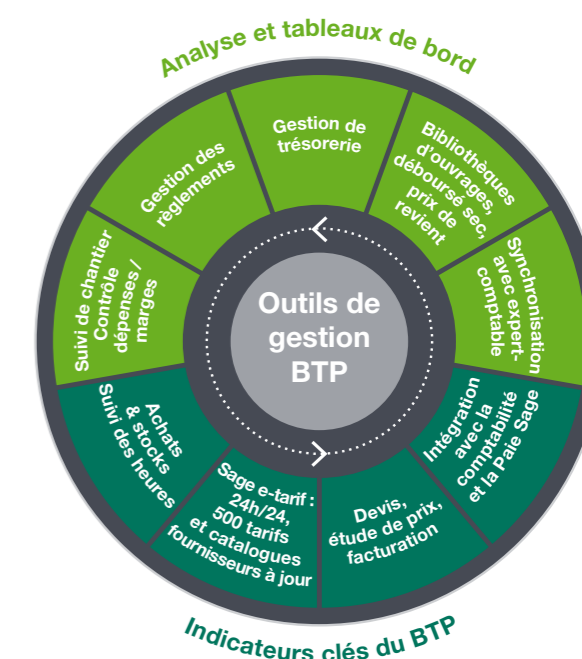 Analyse et tableaux de bord
Gestion de
trésorerie
Bibliothèques
d'ouvrages,
déboursé sec,
prix de
revient
Synchronisation
avec expert-
comptable
Intégration
avec la
comptabilité
et la Paie Sage
Devis,
étude de prix,
facturation
Sage e-tarif :
24h/24,
500 tarifs
et catalogues
fournisseurs à jour
Achats
& stocks
Suivi des heures
Suivi de chantier
Contrôle
dépenses/
marges
Gestion des
règlements
Outils de
gestion
BTP
Indicateurs clés du BTP